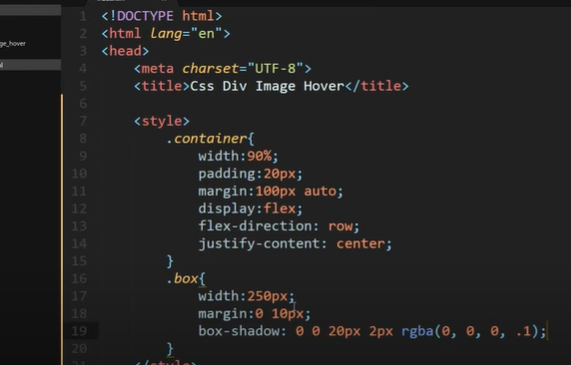 1 <!DOCTYPE html>
2 <html lang="en">
3 <head>
4 <meta charset="UTF-8">
5 <title>Css Div Image Hover</title>
6
7 <style>
8 .container{
9 width:90%;
10 padding:20px;
11 margin:100px auto;
12 display:flex;
13 flex-direction: row;
14 justify-content: center;
15 }
16 .box{
17 width:250px;
18 margin:0 10px;
19 box-shadow: 0 0 20px 2px rgba(0, 0, 0, .1);
20 }
21 </style>
ge_hover